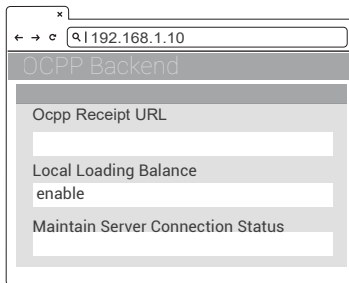 192.168.1.10
OCPP Backend
Ocpp Receipt URL
Local Loading Balance
enable
Maintain Server Connection Status